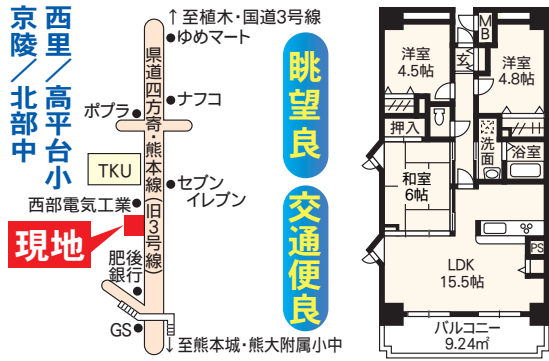 西里／高平台小
京陵／北部中
↑至植木・国道3号線
ゆめマート
県道四方寄・熊本線(旧3号線)
ポプラ
ナフコ
TKU
セブン
イレブン
西部電気工業
現地
肥後
銀行
GS
↓至熊本城・熊大附属小中
眺望良
交通便良
洋室
4.5帖
MB
玄
洋室
4.8帖
押入
洗面
浴室
和室
6帖
PS
LDK
15.5帖
バルコニー
9.24㎡